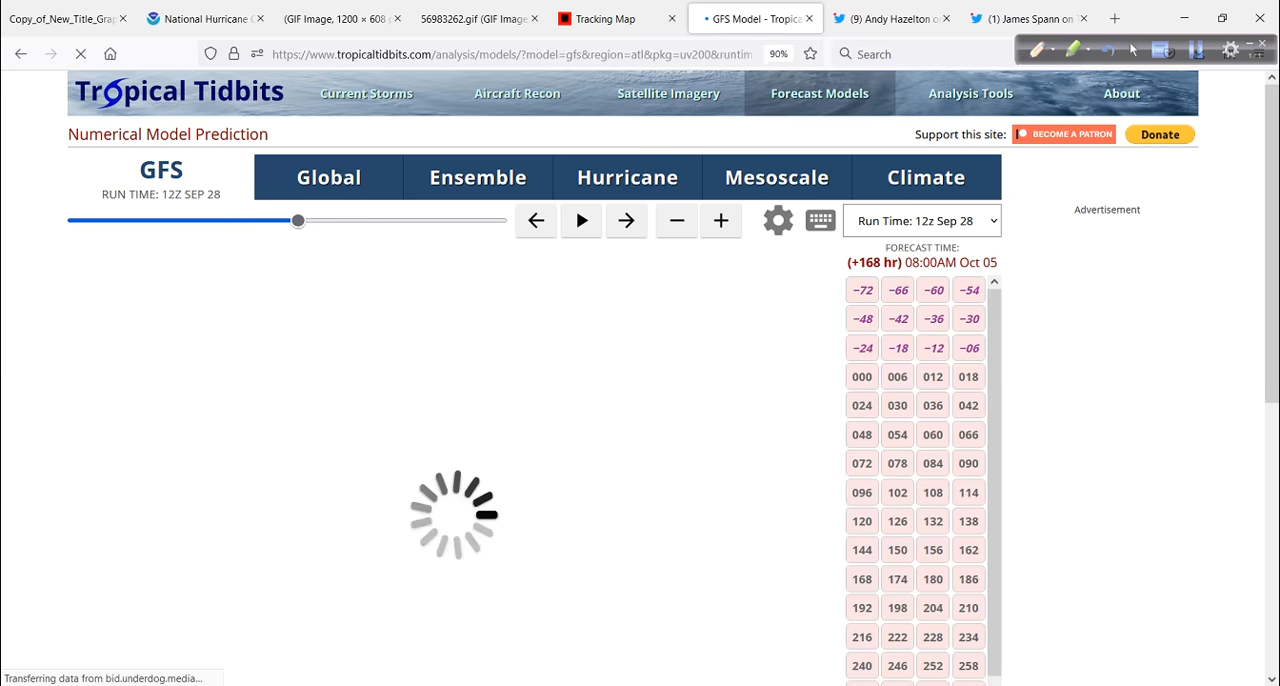 Copy_of_New_Title_Grap
National Hurricane C
(GIF Image, 1200 × 608 p
56983262.gif (GIF Image
Tracking Map
GFS Model - Tropica
(9) Andy Hazelton o
(1) James Spann on T
https://www.tropicaltidbits.com/analysis/models/?model=gfs&region=atl&pkg=uv200&runtim
90%
Search
Tropical Tidbits
Current Storms
Aircraft Recon
Satellite Imagery
Forecast Models
Analysis Tools
About
Numerical Model Prediction
Support this site:
BECOME A PATRON
Donate
GFS
RUN TIME: 12Z SEP 28
Global
Ensemble
Hurricane
Mesoscale
Climate
Run Time: 12z Sep 28
Advertisement
FORECAST TIME:
(+168 hr) 08:00AM Oct 05
−72 −66 −60 −54
−48 −42 −36 −30
−24 −18 −12 −06
000 006 012 018
024 030 036 042
048 054 060 066
072 078 084 090
096 102 108 114
120 126 132 138
144 150 156 162
168 174 180 186
192 198 204 210
216 222 228 234
240 246 252 258
Transferring data from bid.underdog.media...